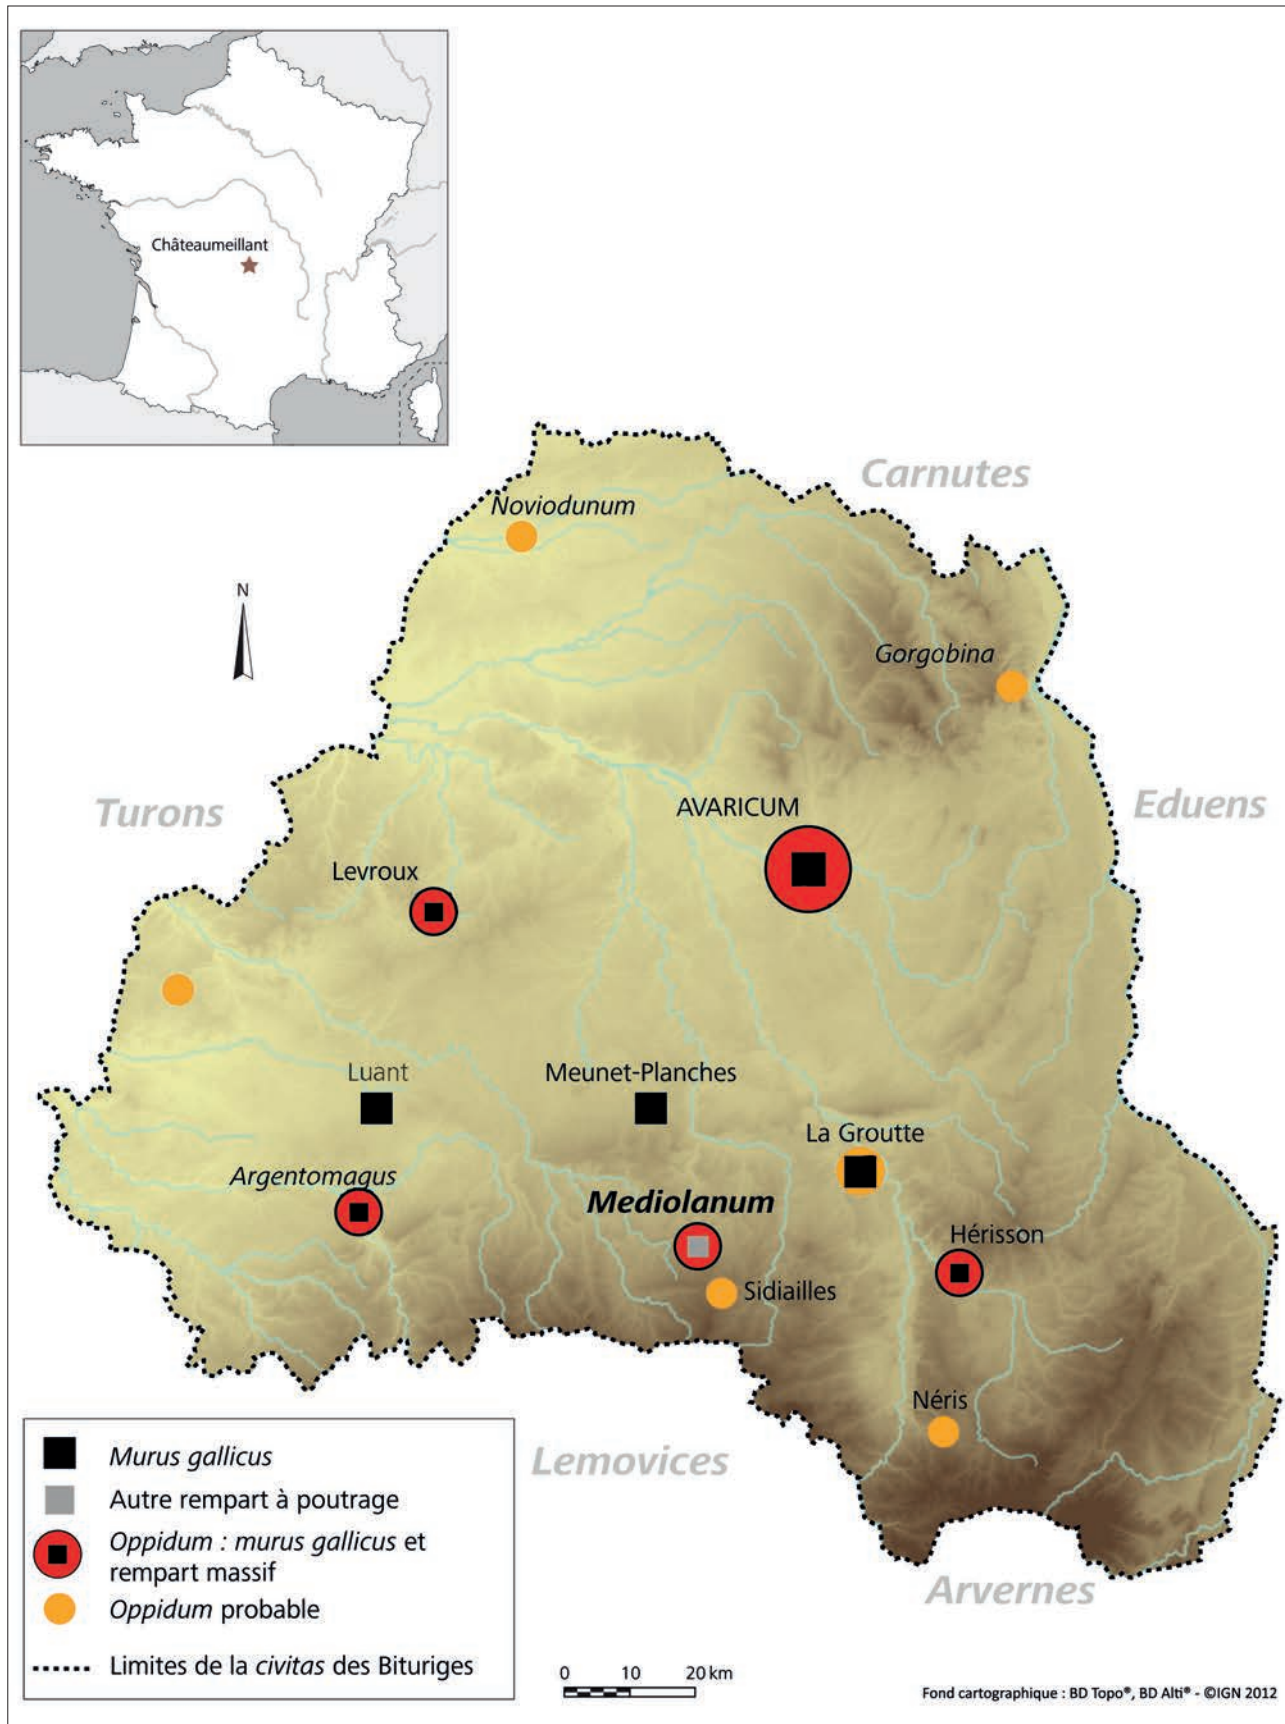 Châteaumeillant
Carnutes
Noviodunum
N
Gorgobina
Turons
AVARICUM
Eduens
Levroux
Luant
Meunet-Planches
La Groutte
Argentomagus
Mediolanum
Hérisson
Sidiailles
Néris
Lemovices
Arvernes
Murus gallicus
Autre rempart à poutrage
Oppidum : murus gallicus et
rempart massif
Oppidum probable
Limites de la civitas des Bituriges
0 10 20 km
Fond cartographique : BD Topo®, BD Alti® - ©IGN 2012